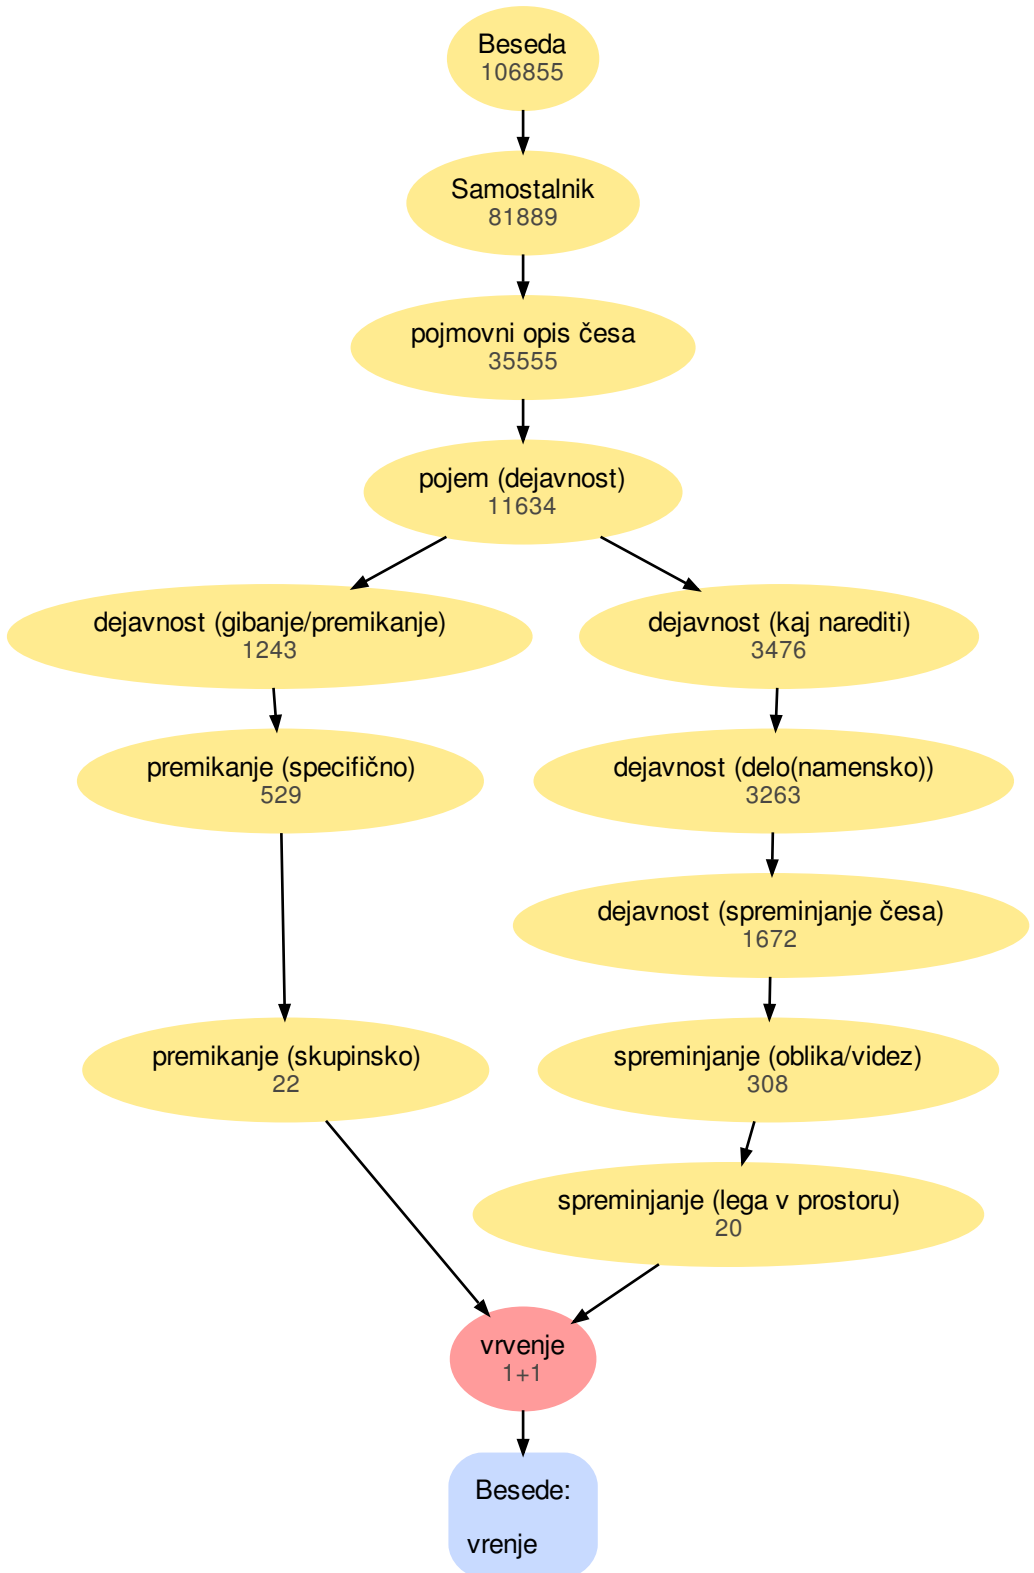 Beseda
106855
Samostalnik
81889
pojmovni opis česa
35555
pojem (dejavnost)
11634
dejavnost (gibanje/premikanje)
1243
dejavnost (kaj narediti)
3476
premikanje (specifično)
529
dejavnost (delo(namensko))
3263
dejavnost (spreminjanje česa)
1672
premikanje (skupinsko)
22
spreminjanje (oblika/videz)
308
spreminjanje (lega v prostoru)
20
vrvenje
1+1
Besede:
vrenje